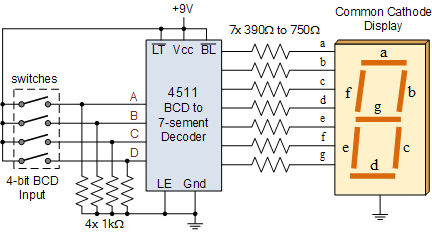 +9V
Common Cathode
Display
7x 390Ω to 750Ω
LT Vcc BL
switches
4511
BCD to
7-sement
Decoder
A
B
C
D
4-bit BCD
Input
4x 1kΩ
LE Gnd
a
b
c
d
e
f
g
a
f
b
g
e
c
d